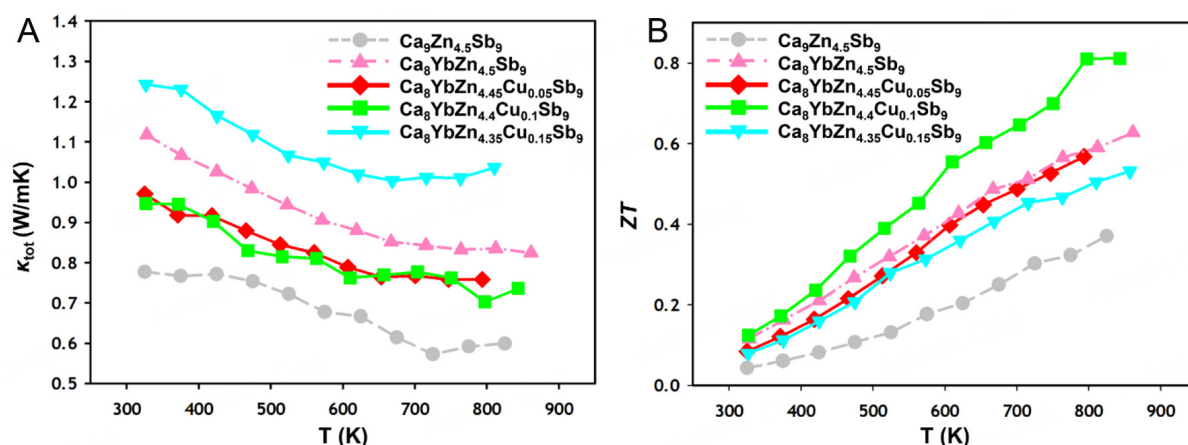 A
1.4
1.3
1.2
1.1
1.0
0.9
0.8
0.7
0.6
0.5
κtot (W/mK)
300 400 500 600 700 800 900
T (K)
Ca9Zn4.5Sb9
Ca8YbZn4.5Sb9
Ca8YbZn4.45Cu0.05Sb9
Ca8YbZn4.4Cu0.1Sb9
Ca8YbZn4.35Cu0.15Sb9
B
0.8
0.6
0.4
0.2
0.0
ZT
300 400 500 600 700 800 900
T (K)
Ca9Zn4.5Sb9
Ca8YbZn4.5Sb9
Ca8YbZn4.45Cu0.05Sb9
Ca8YbZn4.4Cu0.1Sb9
Ca8YbZn4.35Cu0.15Sb9